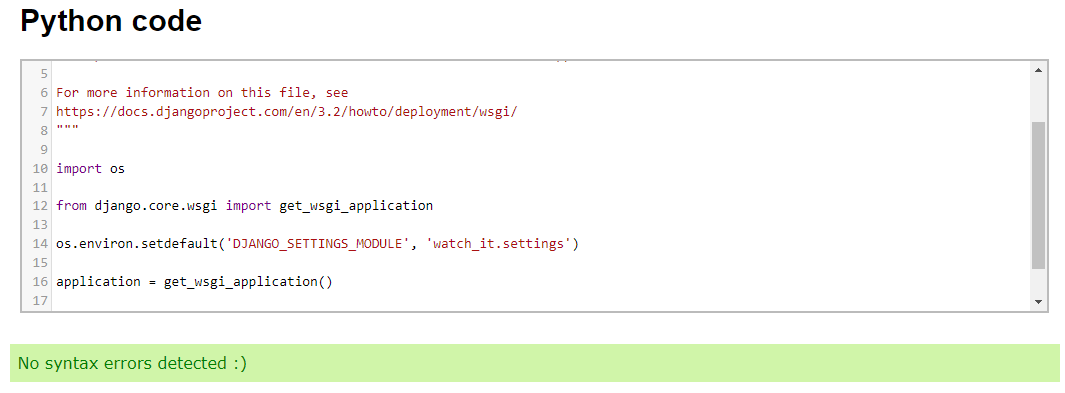 Python code
5
6 For more information on this file, see
7 https://docs.djangoproject.com/en/3.2/howto/deployment/wsgi/
8 """
9
10 import os
11
12 from django.core.wsgi import get_wsgi_application
13
14 os.environ.setdefault('DJANGO_SETTINGS_MODULE', 'watch_it.settings')
15
16 application = get_wsgi_application()
17
No syntax errors detected :)